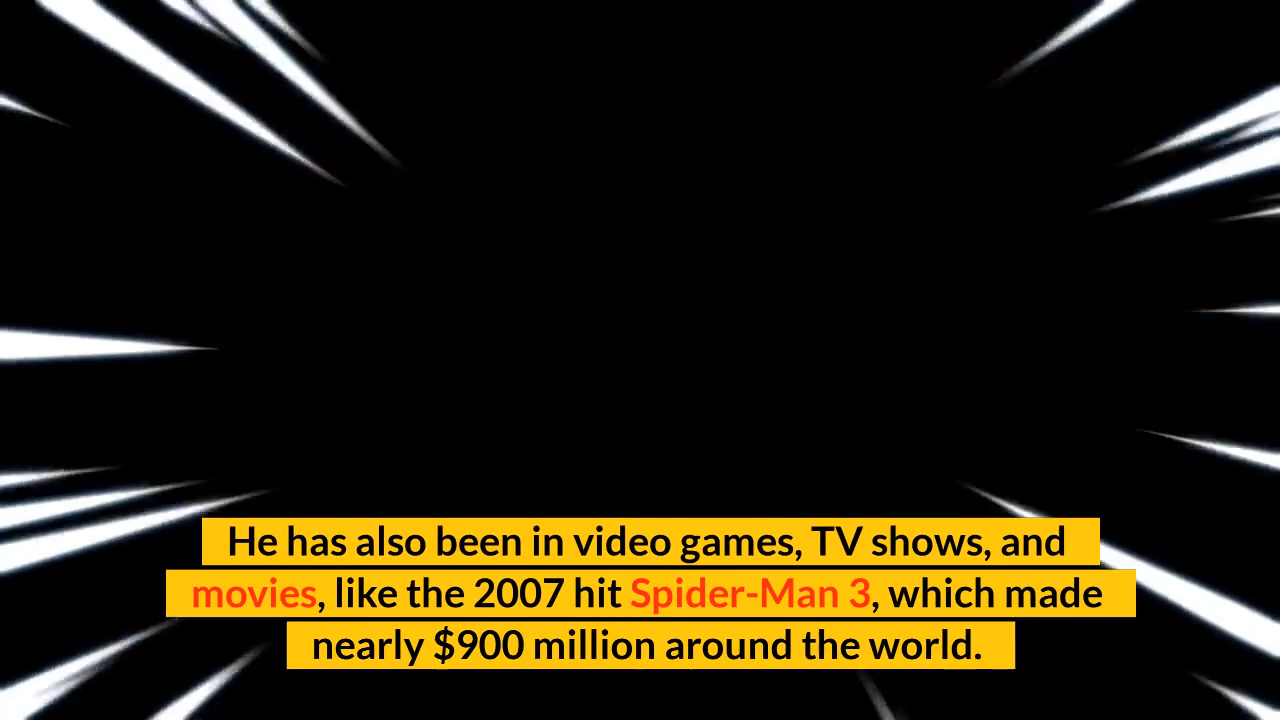 He has also been in video games, TV shows, and
movies, like the 2007 hit Spider-Man 3, which made
nearly $900 million around the world.